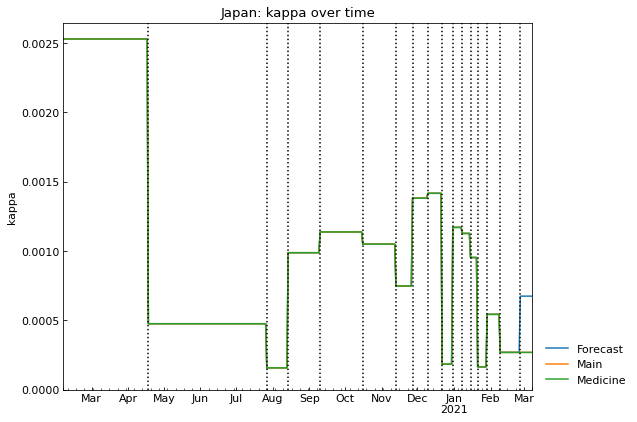 Japan: kappa over time
kappa
0.0025
0.0020
0.0015
0.0010
0.0005
0.0000
Mar Apr May Jun Jul Aug Sep Oct Nov Dec Jan Feb Mar
2021
Forecast
Main
Medicine